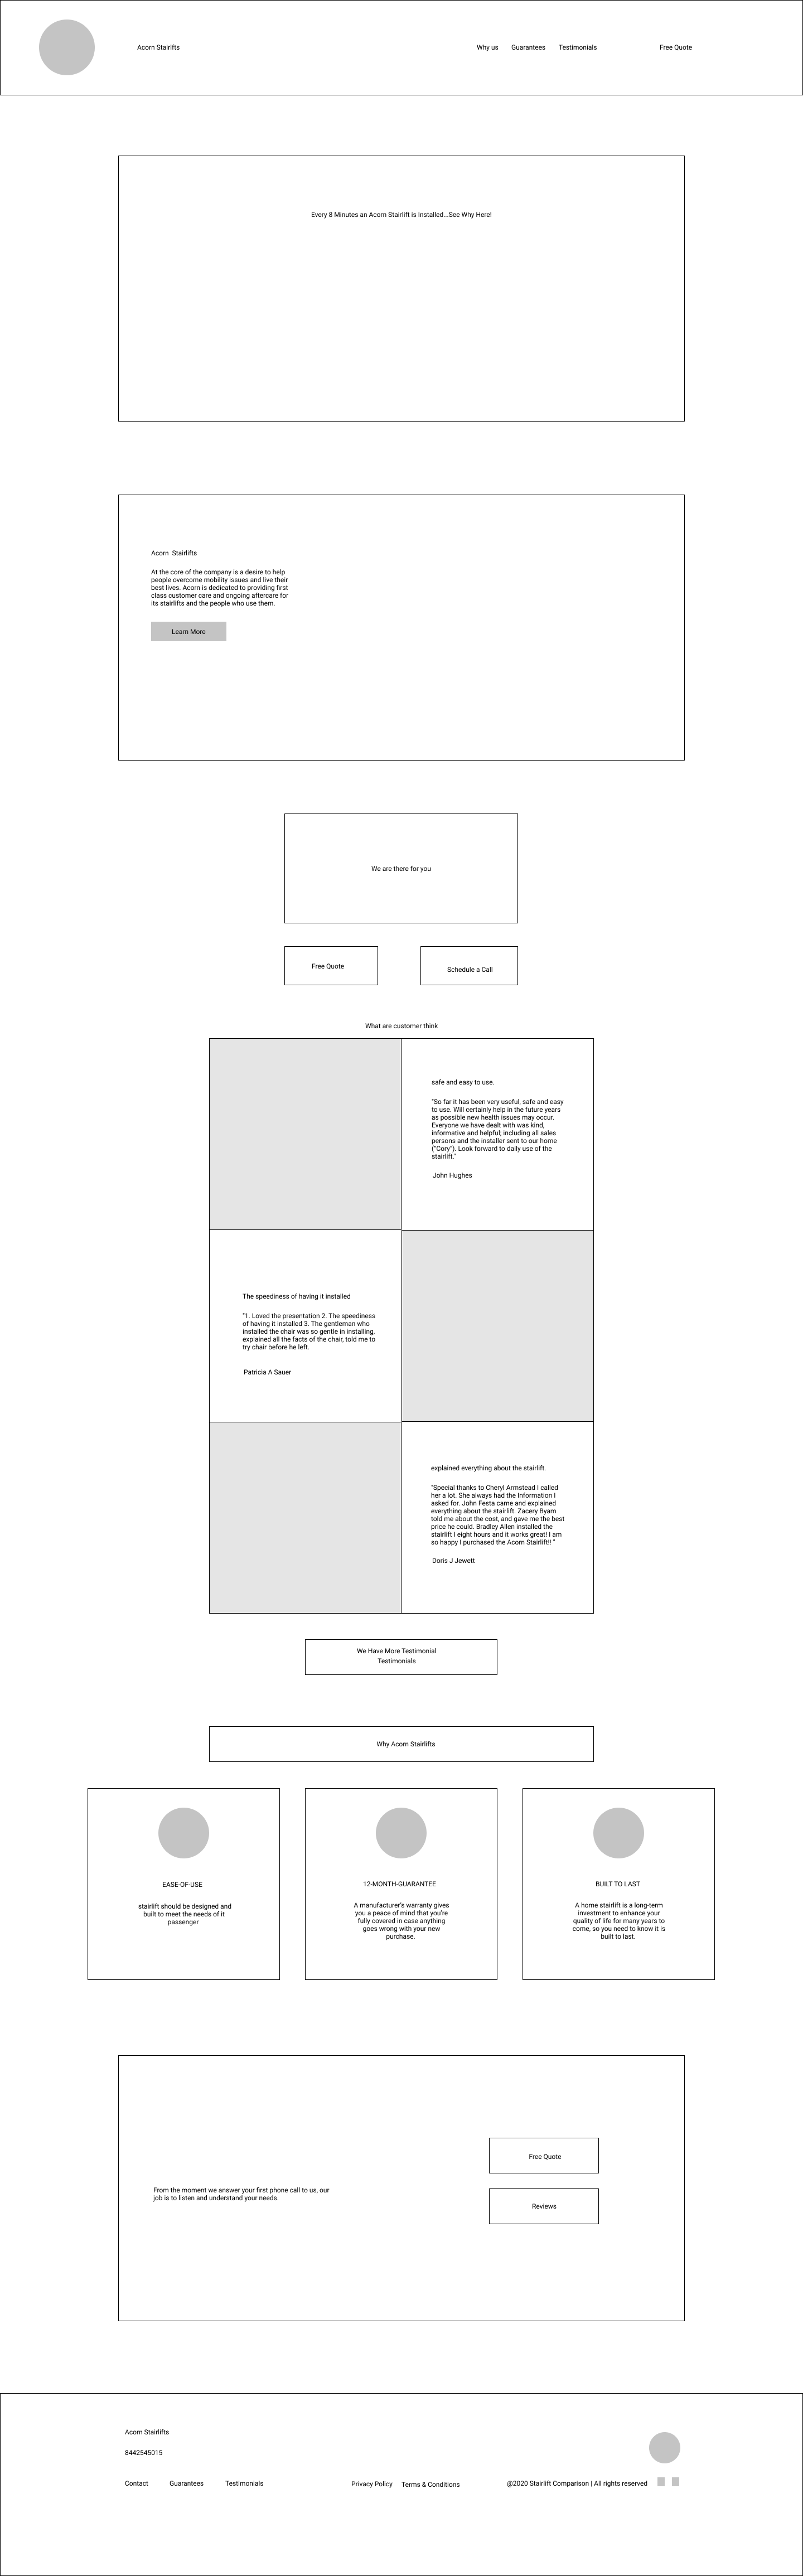 Acorn Stairlfts
Why us
Guarantees
Testimonials
Free Quote
Every 8 Minutes an Acorn Stairlift is Installed...See Why Here!
Acorn  Stairlifts
At the core of the company is a desire to help
people overcome mobility issues and live their
best lives. Acorn is dedicated to providing first
class customer care and ongoing aftercare for
its stairlifts and the people who use them.
Learn More
We are there for you
Free Quote
Schedule a Call
What are customer think
safe and easy to use.
"So far it has been very useful, safe and easy
to use. Will certainly help in the future years
as possible new health issues may occur.
Everyone we have dealt with was kind,
informative and helpful; including all sales
persons and the installer sent to our home
("Cory"). Look forward to daily use of the
stairlift."
John Hughes
The speediness of having it installed
"1. Loved the presentation 2. The speediness
of having it installed 3. The gentleman who
installed the chair was so gentle in installing,
explained all the facts of the chair, told me to
try chair before he left.
Patricia A Sauer
explained everything about the stairlift.
"Special thanks to Cheryl Armstead I called
her a lot. She always had the Information I
asked for. John Festa came and explained
everything about the stairlift. Zacery Byam
told me about the cost, and gave me the best
price he could. Bradley Allen installed the
stairlift I eight hours and it works great! I am
so happy I purchased the Acorn Stairlift!! "
Doris J Jewett
We Have More Testimonial
Testimonials
Why Acorn Stairlifts
EASE-OF-USE
stairlift should be designed and
built to meet the needs of it
passenger
12-MONTH-GUARANTEE
A manufacturer's warranty gives
you a peace of mind that you're
fully covered in case anything
goes wrong with your new
purchase.
BUILT TO LAST
A home stairlift is a long-term
investment to enhance your
quality of life for many years to
come, so you need to know it is
built to last.
From the moment we answer your first phone call to us, our
job is to listen and understand your needs.
Free Quote
Reviews
Acorn Stairlifts
8442545015
Contact
Guarantees
Testimonials
Privacy Policy
Terms & Conditions
@2020 Stairlift Comparison | All rights reserved